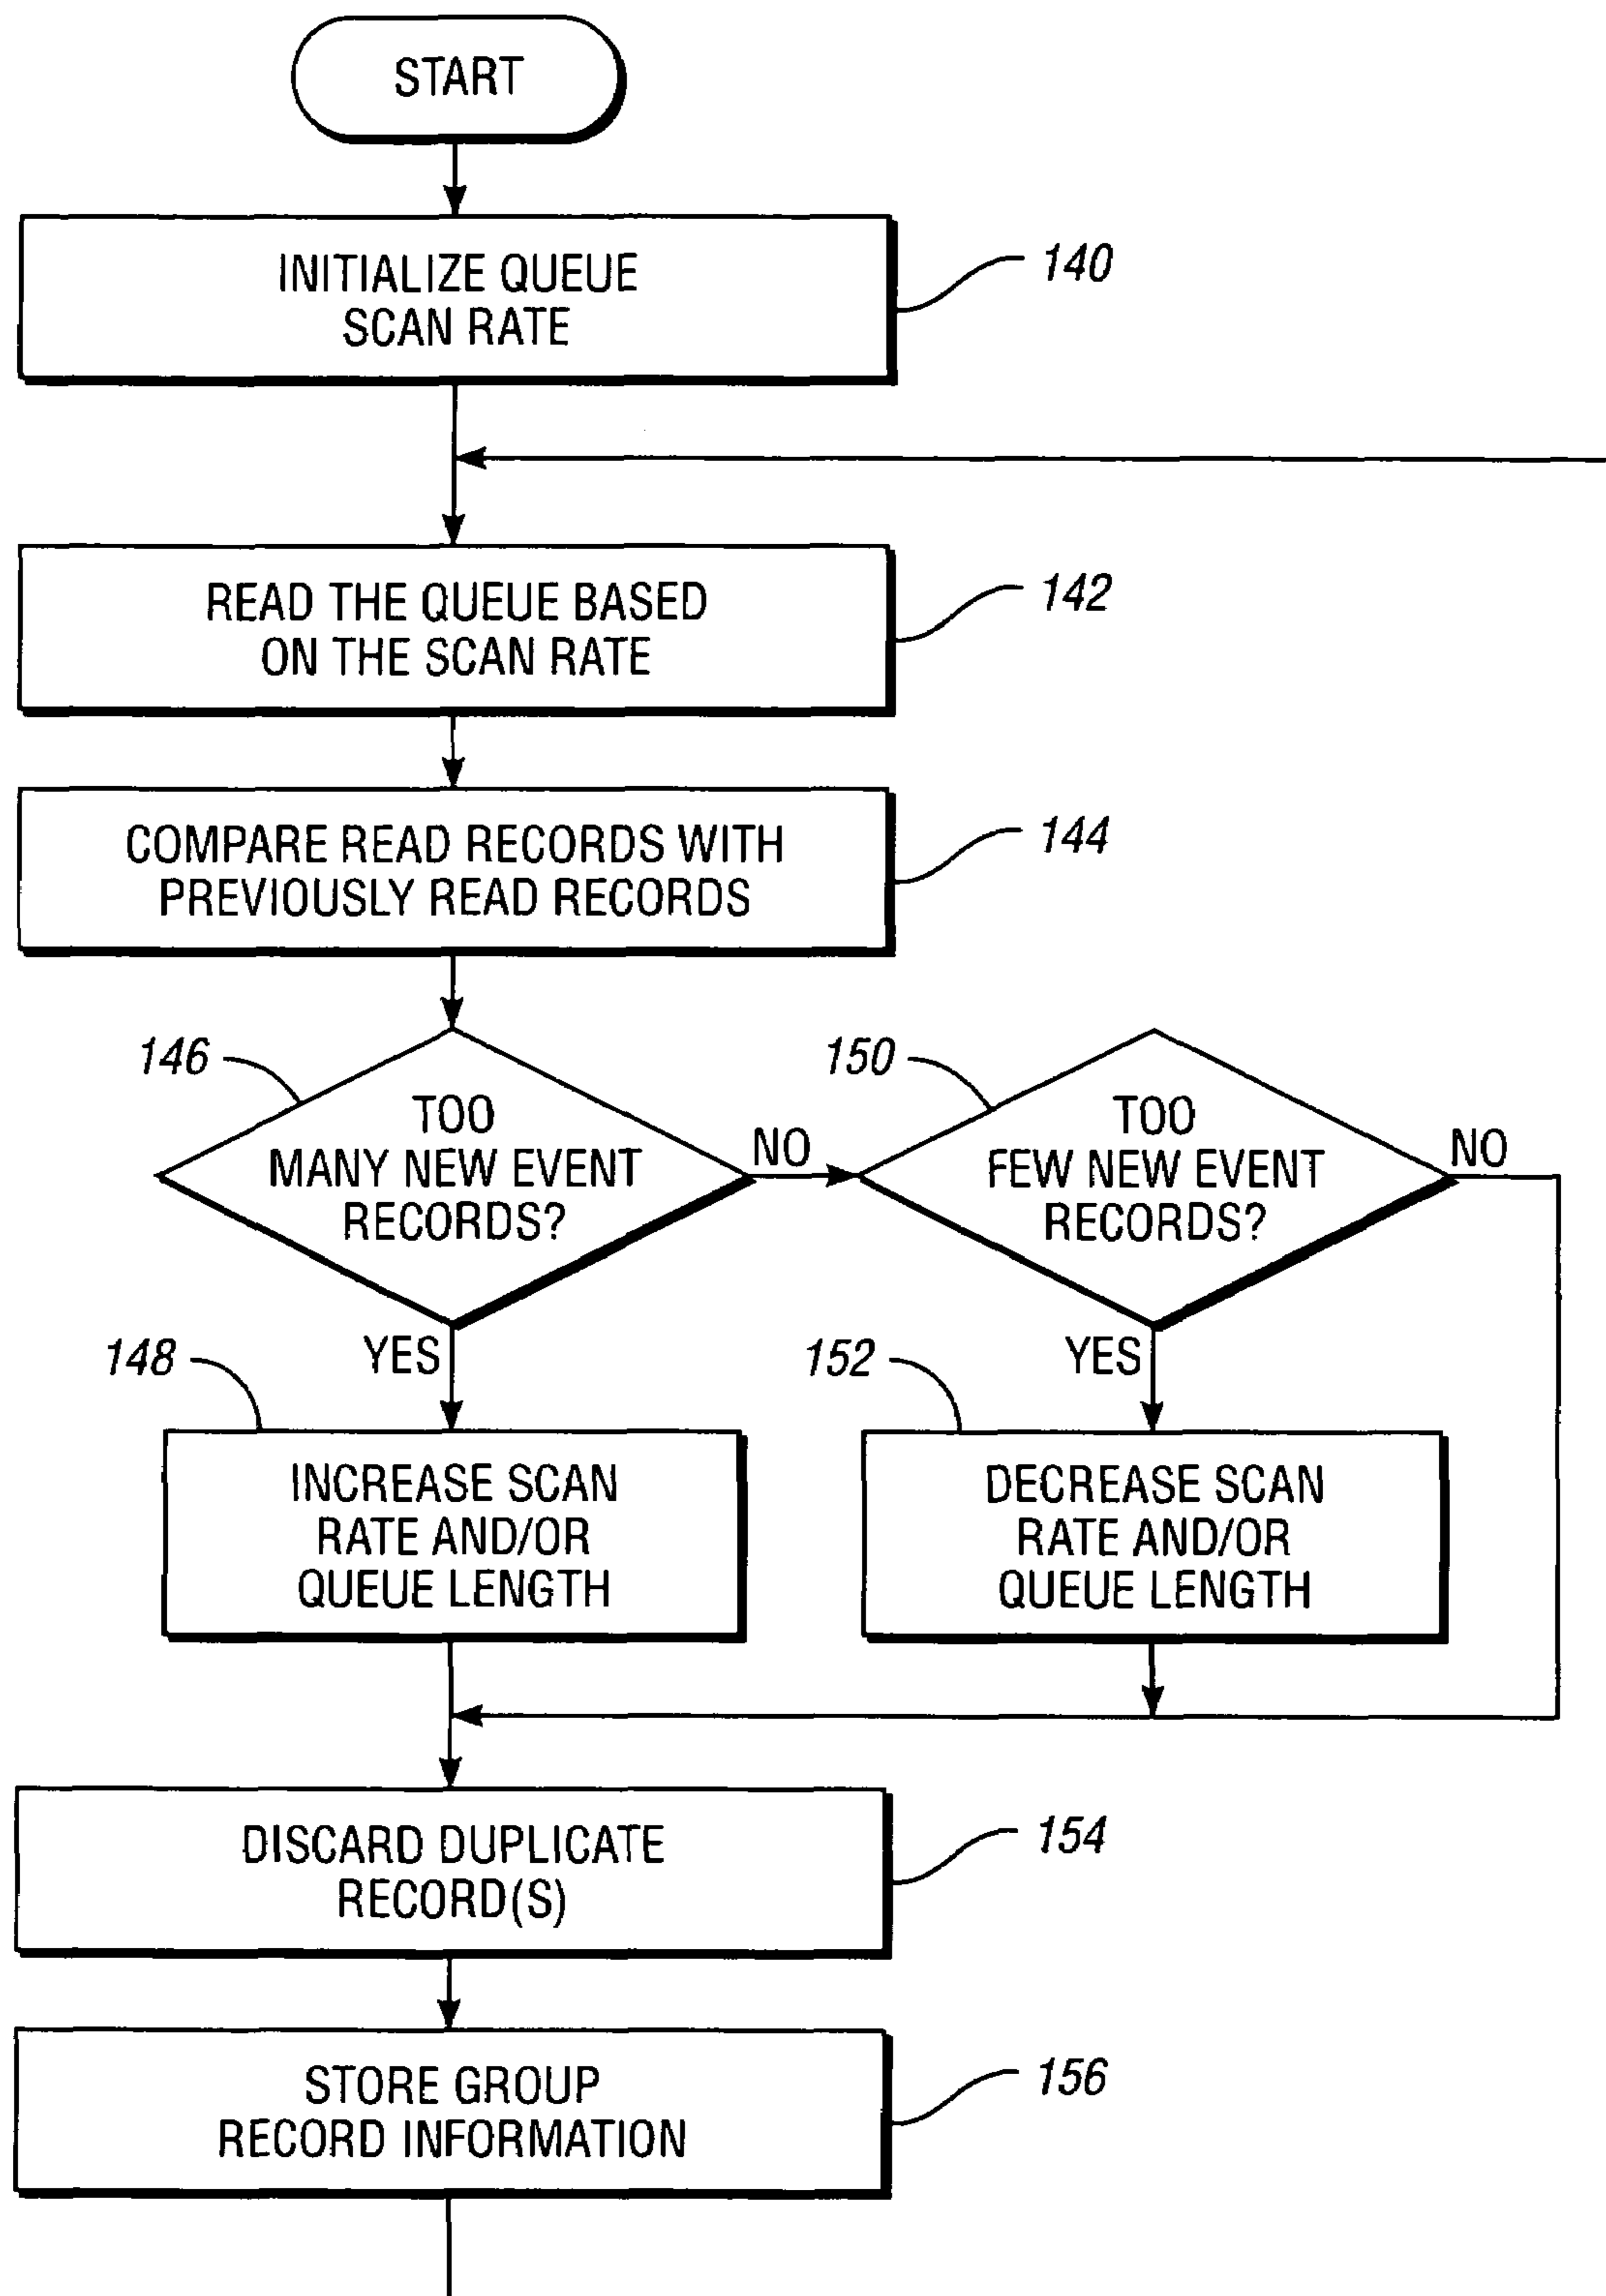 START
INITIALIZE QUEUE
SCAN RATE
140
READ THE QUEUE BASED
ON THE SCAN RATE
142
COMPARE READ RECORDS WITH
PREVIOUSLY READ RECORDS
144
146
TOO
MANY NEW EVENT
RECORDS?
NO
150
TOO
FEW NEW EVENT
RECORDS?
NO
YES
148
INCREASE SCAN
RATE AND/OR
QUEUE LENGTH
YES
152
DECREASE SCAN
RATE AND/OR
QUEUE LENGTH
DISCARD DUPLICATE
RECORD(S)
154
STORE GROUP
RECORD INFORMATION
156